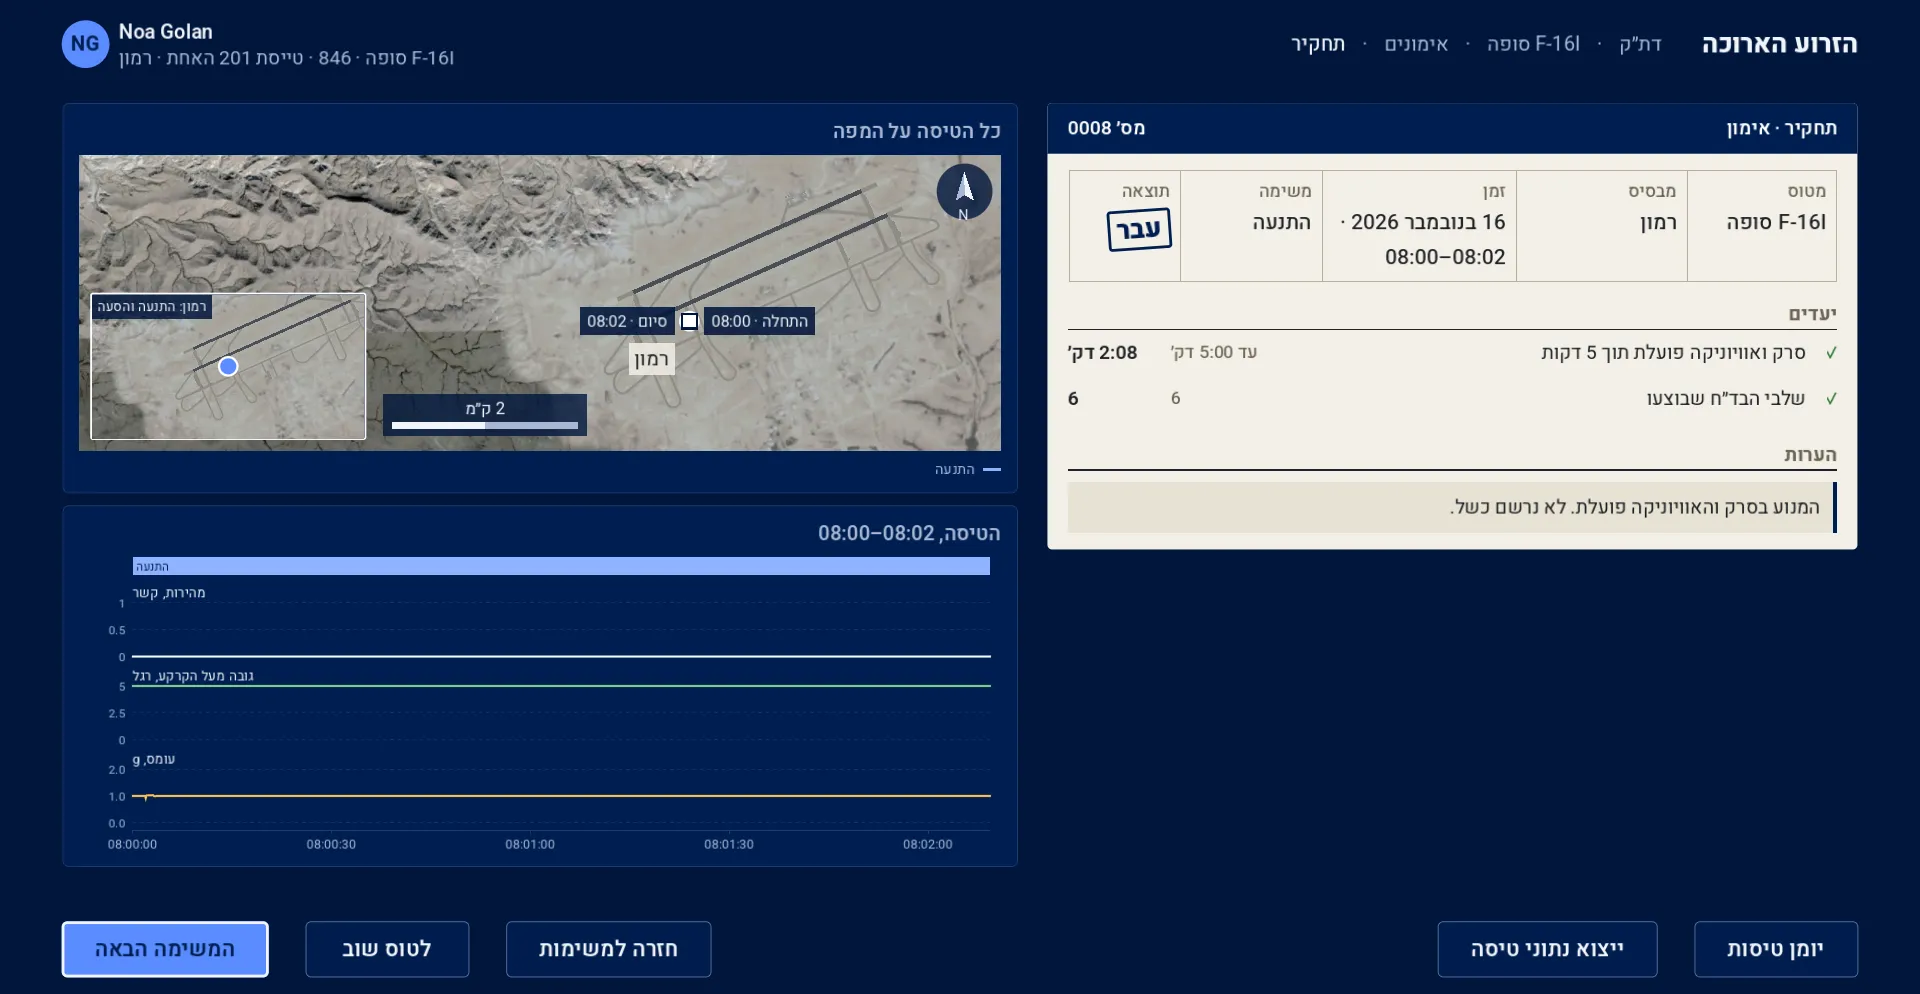 הזרוע הארוכה
דת״ק · F-16I סופה · אימונים · תחקיר
NG
Noa Golan
F-16I סופה · 846 · טייסת 201 האחת · רמון
תחקיר · אימון
מס׳ 0008
מטוס
F-16I סופה
מבסיס
רמון
זמן
16 בנובמבר 2026 ·
08:00–08:02
משימה
התנעה
תוצאה
עבר
יעדים
✓ סרק ואוויוניקה פועלת תוך 5 דקות עד 5:00 דק׳ 2:08 דק׳
✓ שלבי הבד״ח שבוצעו 6 6
הערות
המנוע בסרק והאוויוניקה פועלת. לא נרשם כשל.
כל הטיסה על המפה
N
התחלה · 08:00
סיום · 08:02
רמון
רמון: התנעה והסעה
2 ק״מ
התנעה
הטיסה, 08:00–08:02
התנעה
מהירות, קשר
1
0.5
0
גובה מעל הקרקע, רגל
5
2.5
0
עומס, g
2.0
1.0
0.0
08:00:00 08:00:30 08:01:00 08:01:30 08:02:00
יומן טיסות
ייצוא נתוני טיסה
חזרה למשימות
לטוס שוב
המשימה הבאה